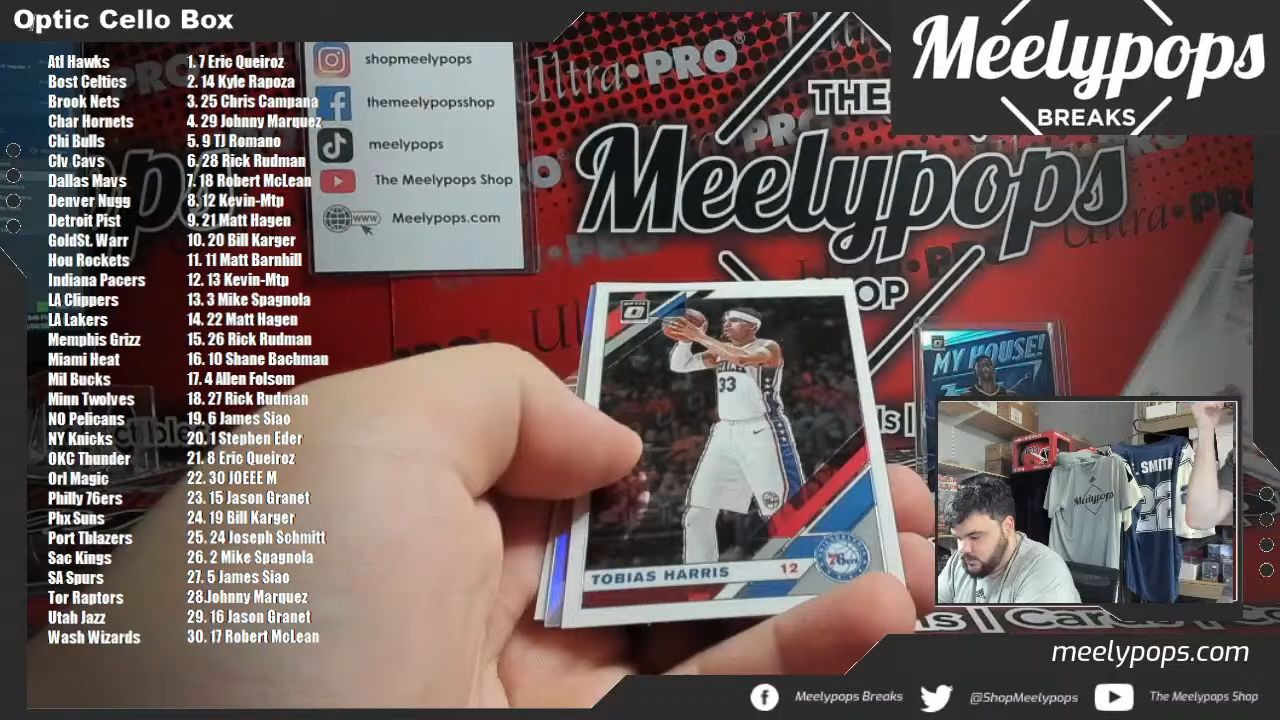 Optic Cello Box
Atl Hawks 1. 7 Eric Queiroz
Bost Celtics 2. 14 Kyle Rapoza
Brook Nets 3. 25 Chris Campana
Char Hornets 4. 29 Johnny Marquez
Chi Bulls 5. 9 TJ Romano
Clv Cavs 6. 28 Rick Rudman
Dallas Mavs 7. 18 Robert McLean
Denver Nugg 8. 12 Kevin-Mtp
Detroit Pist 9. 21 Matt Hagen
GoldSt. Warr 10. 20 Bill Karger
Hou Rockets 11. 11 Matt Barnhill
Indiana Pacers 12. 13 Kevin-Mtp
LA Clippers 13. 3 Mike Spagnola
LA Lakers 14. 22 Matt Hagen
Memphis Grizz 15. 26 Rick Rudman
Miami Heat 16. 10 Shane Bachman
Mil Bucks 17. 4 Allen Folsom
Minn Twolves 18. 27 Rick Rudman
NO Pelicans 19. 6 James Siao
NY Knicks 20. 1 Stephen Eder
OKC Thunder 21. 8 Eric Queiroz
Orl Magic 22. 30 JOEEE M
Philly 76ers 23. 15 Jason Granet
Phx Suns 24. 19 Bill Karger
Port Tblazers 25. 24 Joseph Schmitt
Sac Kings 26. 2 Mike Spagnola
SA Spurs 27. 5 James Siao
Tor Raptors 28.Johnny Marquez
Utah Jazz 29. 16 Jason Granet
Wash Wizards 30. 17 Robert McLean
shopmeelypops
themeelypopsshop
meelypops
The Meelypops Shop
www Meelypops.com
Ultra PRO
THE
Meelypops
OP
Meelypops
BREAKS
OPTIC
33
TOBIAS HARRIS 12
76ers
MY HOUSE!
Meelypops
. SMITH
22
meelypops.com
Meelypops Breaks @ShopMeelypops The Meelypops Shop